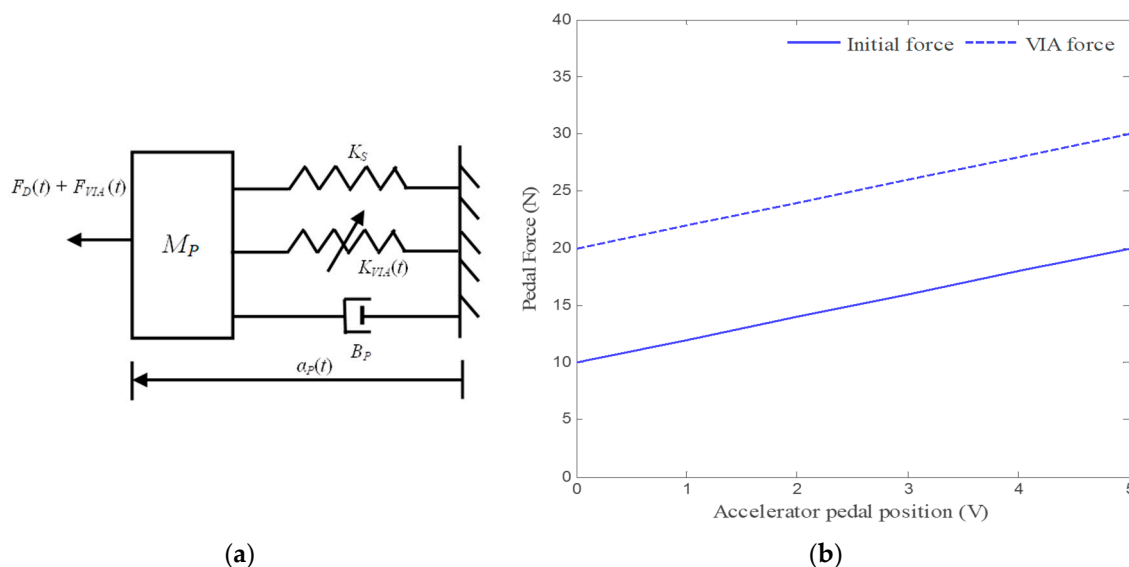 K_S
F_D(t) + F_VIA(t)
M_P
K_VIA(t)
B_P
a_P(t)
(a)
Initial force
VIA force
40
35
30
25
20
15
10
5
0
Pedal Force (N)
0 1 2 3 4 5
Accelerator pedal position (V)
(b)